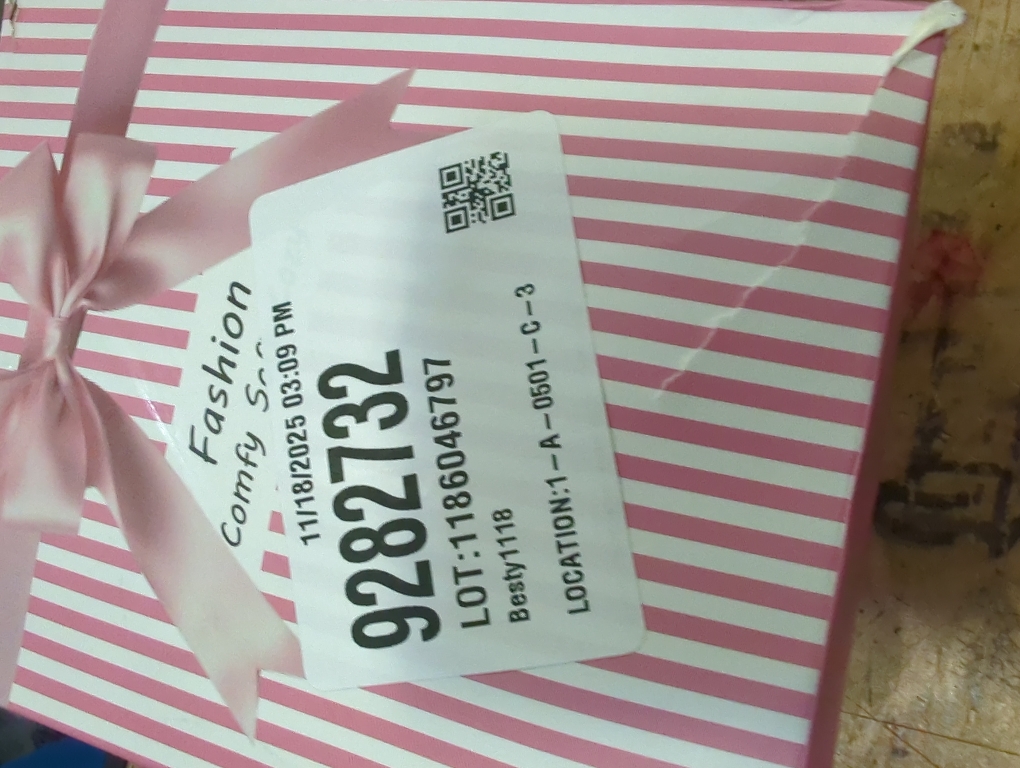 Fashion
Comfy
11/18/2025 03:09 PM
9282732
LOT:1186046797
Besty1118
LOCATION:1-A-0501-C-3